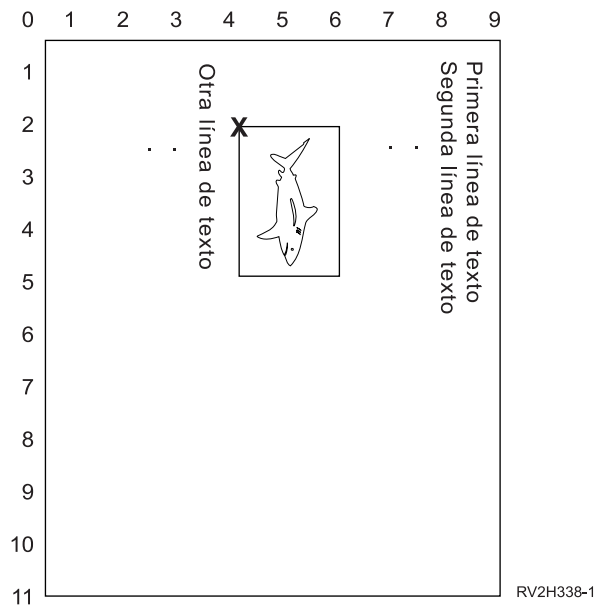 0 1 2 3 4 5 6 7 8 9
1
2
3
4
5
6
7
8
9
10
11
Primera línea de texto
Segunda línea de texto
. .
X
Otra línea de texto
. .
RV2H338-1